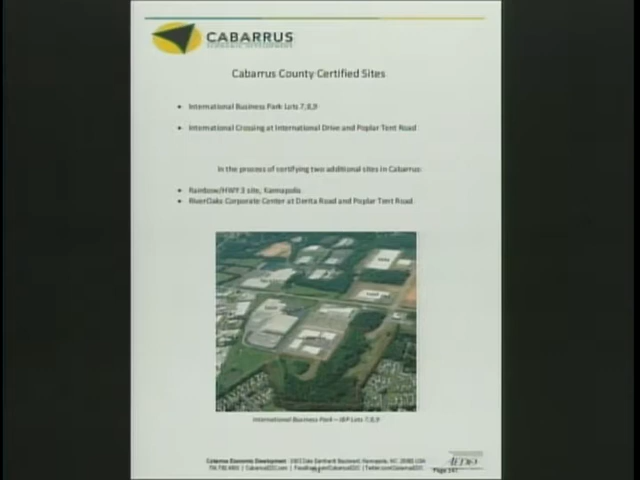 CABARRUS
ECONOMIC DEVELOPMENT
Cabarrus County Certified Sites
• International Business Park Lots 7,8,9
• International Crossing at International Drive and Poplar Tent Road
In the process of certifying two additional sites in Cabarrus:
• Rainbow/HWY 3 site, Kannapolis
• RiverOaks Corporate Center at Derita Road and Poplar Tent Road
International Business Park – IBP Lots 7,8,9
Cabarrus Economic Development
Page